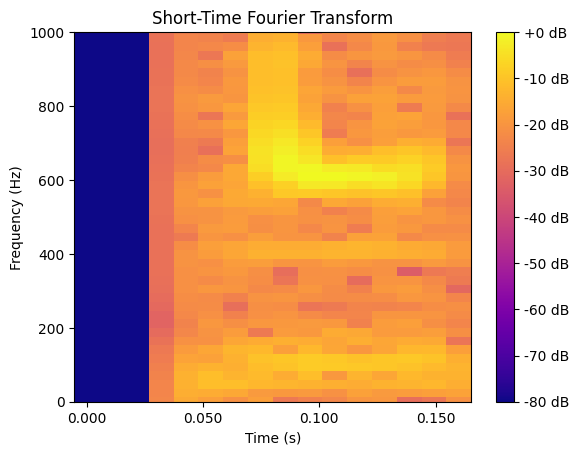 Short-Time Fourier Transform
1000
800
600
400
200
0
Frequency (Hz)
0.000
0.050
0.100
0.150
Time (s)
+0 dB
-10 dB
-20 dB
-30 dB
-40 dB
-50 dB
-60 dB
-70 dB
-80 dB